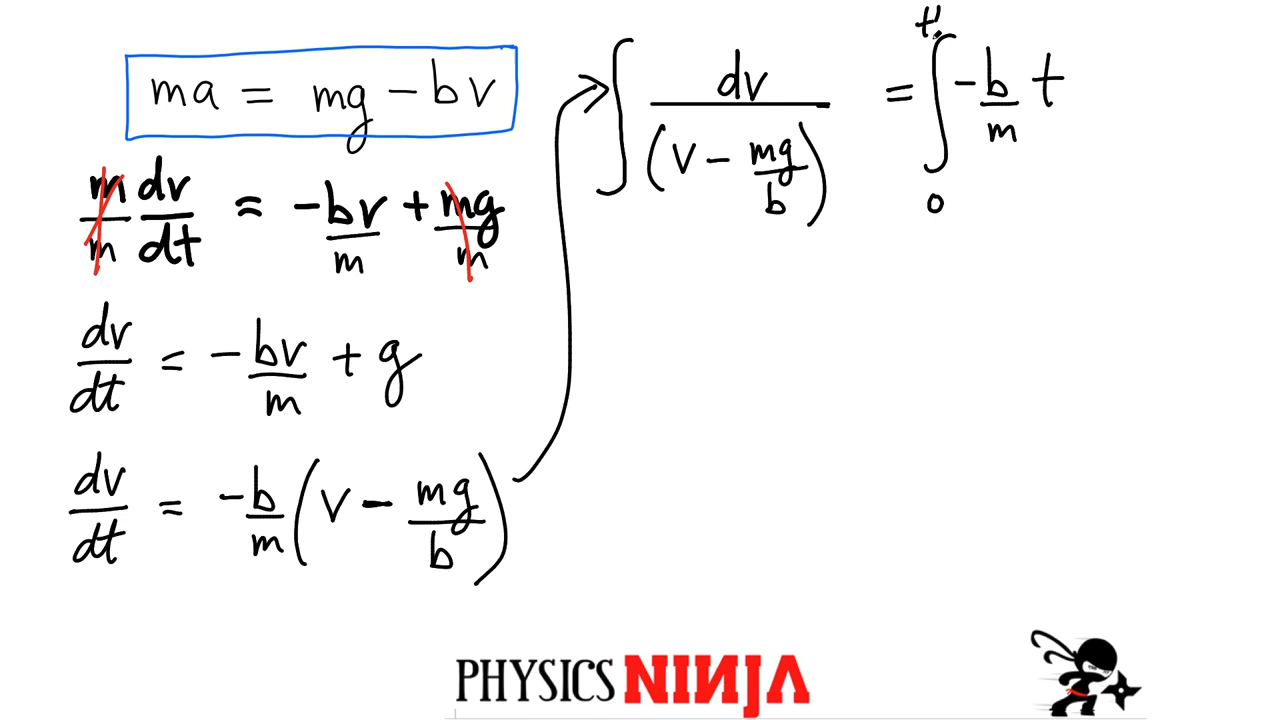 ma = mg - bv
m/m dv/dt = -bv/m + mg/m
dv/dt = -bv/m + g
dv/dt = -b/m (v - mg/b)
∫ dv/(v - mg/b) = ∫₀^t' -b/m t
PHYSICS NINJA